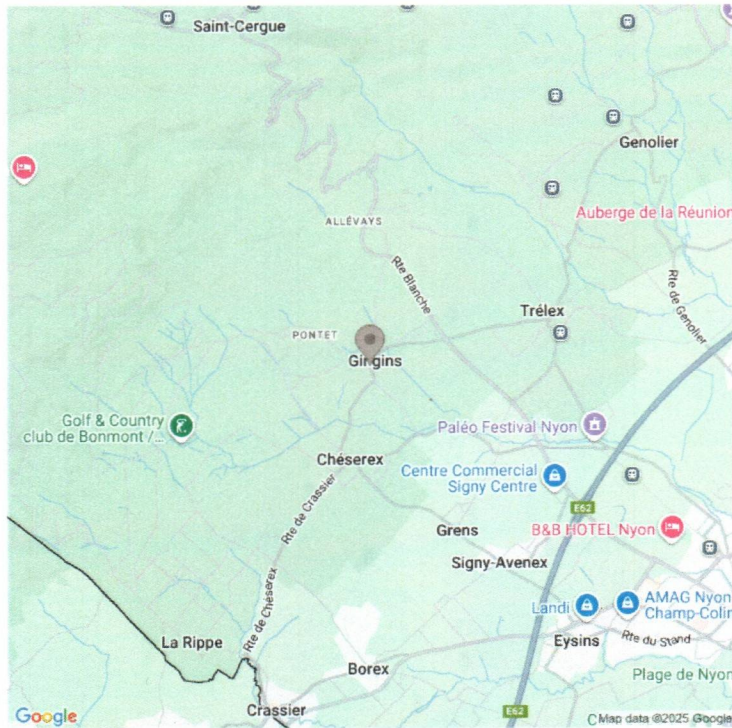 Saint-Cergue
Genolier
ALLÉVAYS
Auberge de la Réunion
Rte Blanche
Rte de Genolier
Trélex
PONTET
Gingins
Golf & Country
club de Bonmont /...
Paléo Festival Nyon
Chéserex
Centre Commercial
Signy Centre
Rte de Crassier
E62
Grens
B&B HOTEL Nyon
Signy-Avenex
Rte de Chéserex
Landi
AMAG Nyon
Champ-Colin
La Rippe
Eysins
Rte du Stand
Borex
Plage de Nyon
Crassier
E62
Google
Map data ©2025 Google